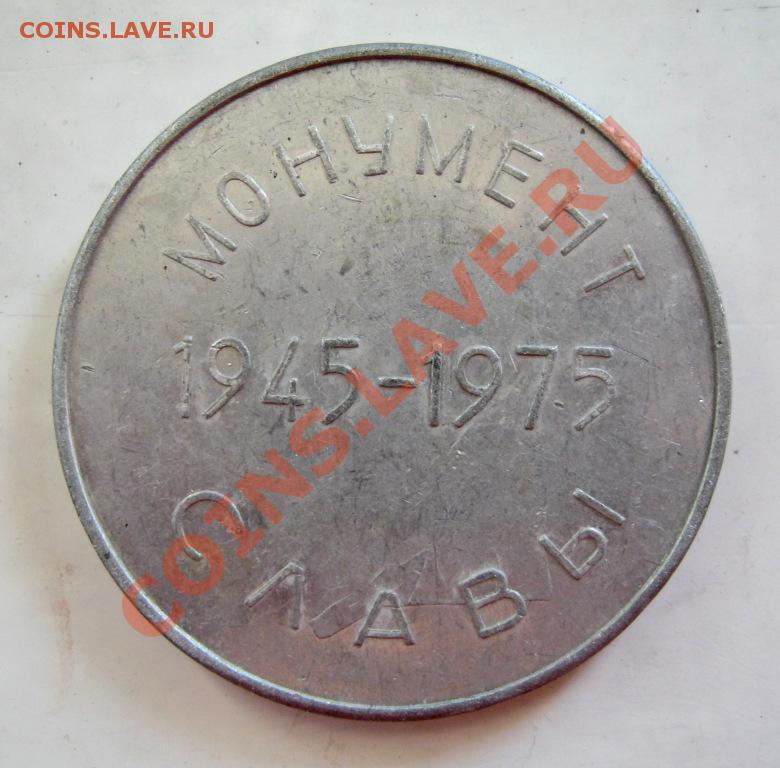 COINS.LAVE.RU
МОНУМЕНТ
1945-1975
СЛАВЫ
COINS.LAVE.RU